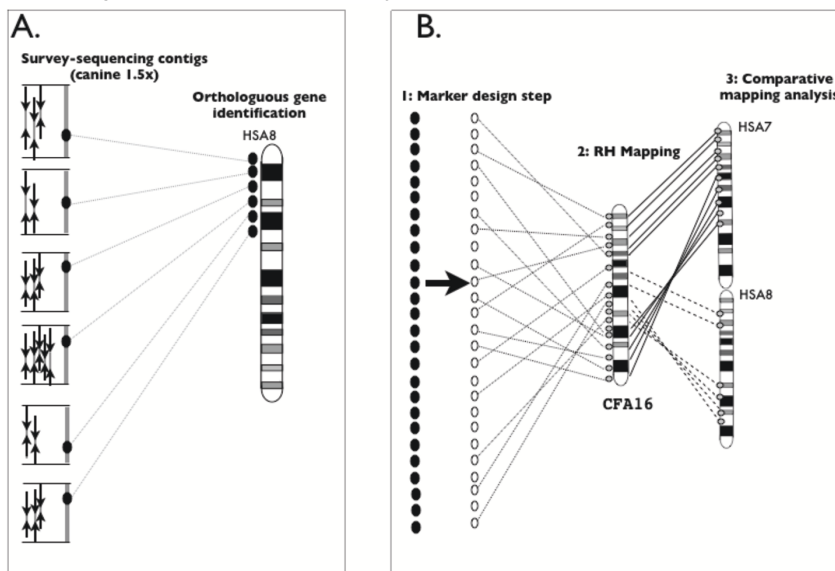 A.
Survey-sequencing contigs
(canine 1.5x)
Orthologuous gene
identification
HSA8
B.
1: Marker design step
2: RH Mapping
3: Comparative
mapping analysis
HSA7
HSA8
CFA16